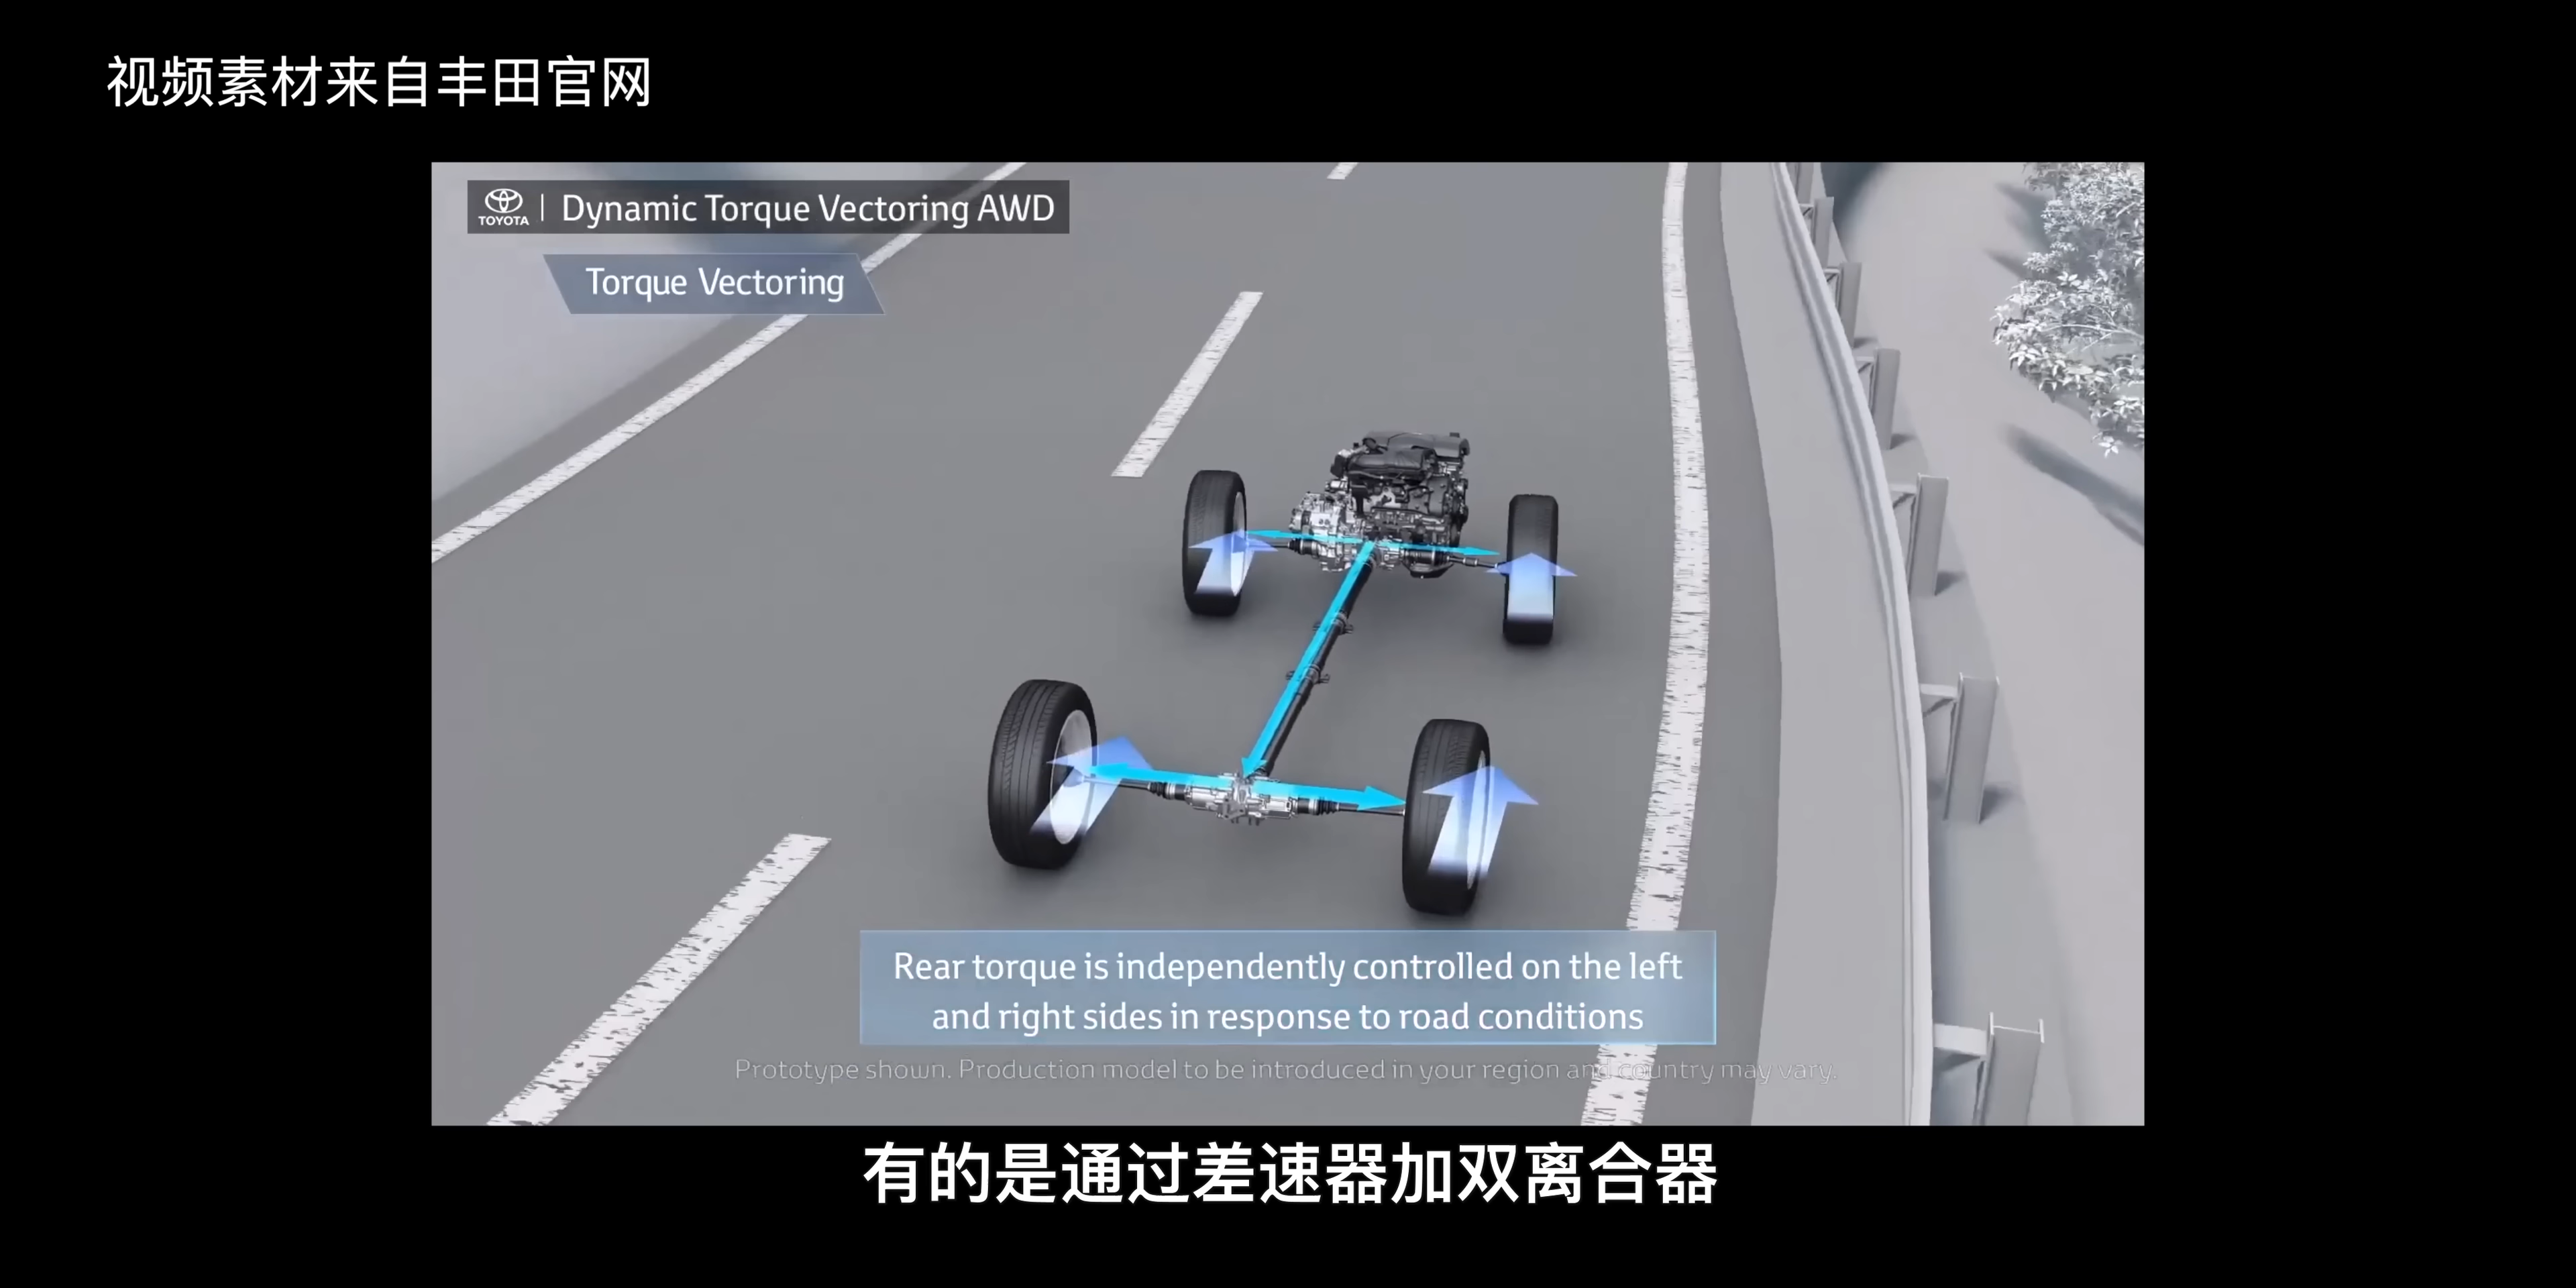 视频素材来自丰田官网
TOYOTA
Dynamic Torque Vectoring AWD
Torque Vectoring
Rear torque is independently controlled on the left
and right sides in response to road conditions
Prototype shown. Production model to be introduced in your region and country may vary.
有的是通过差速器加双离合器